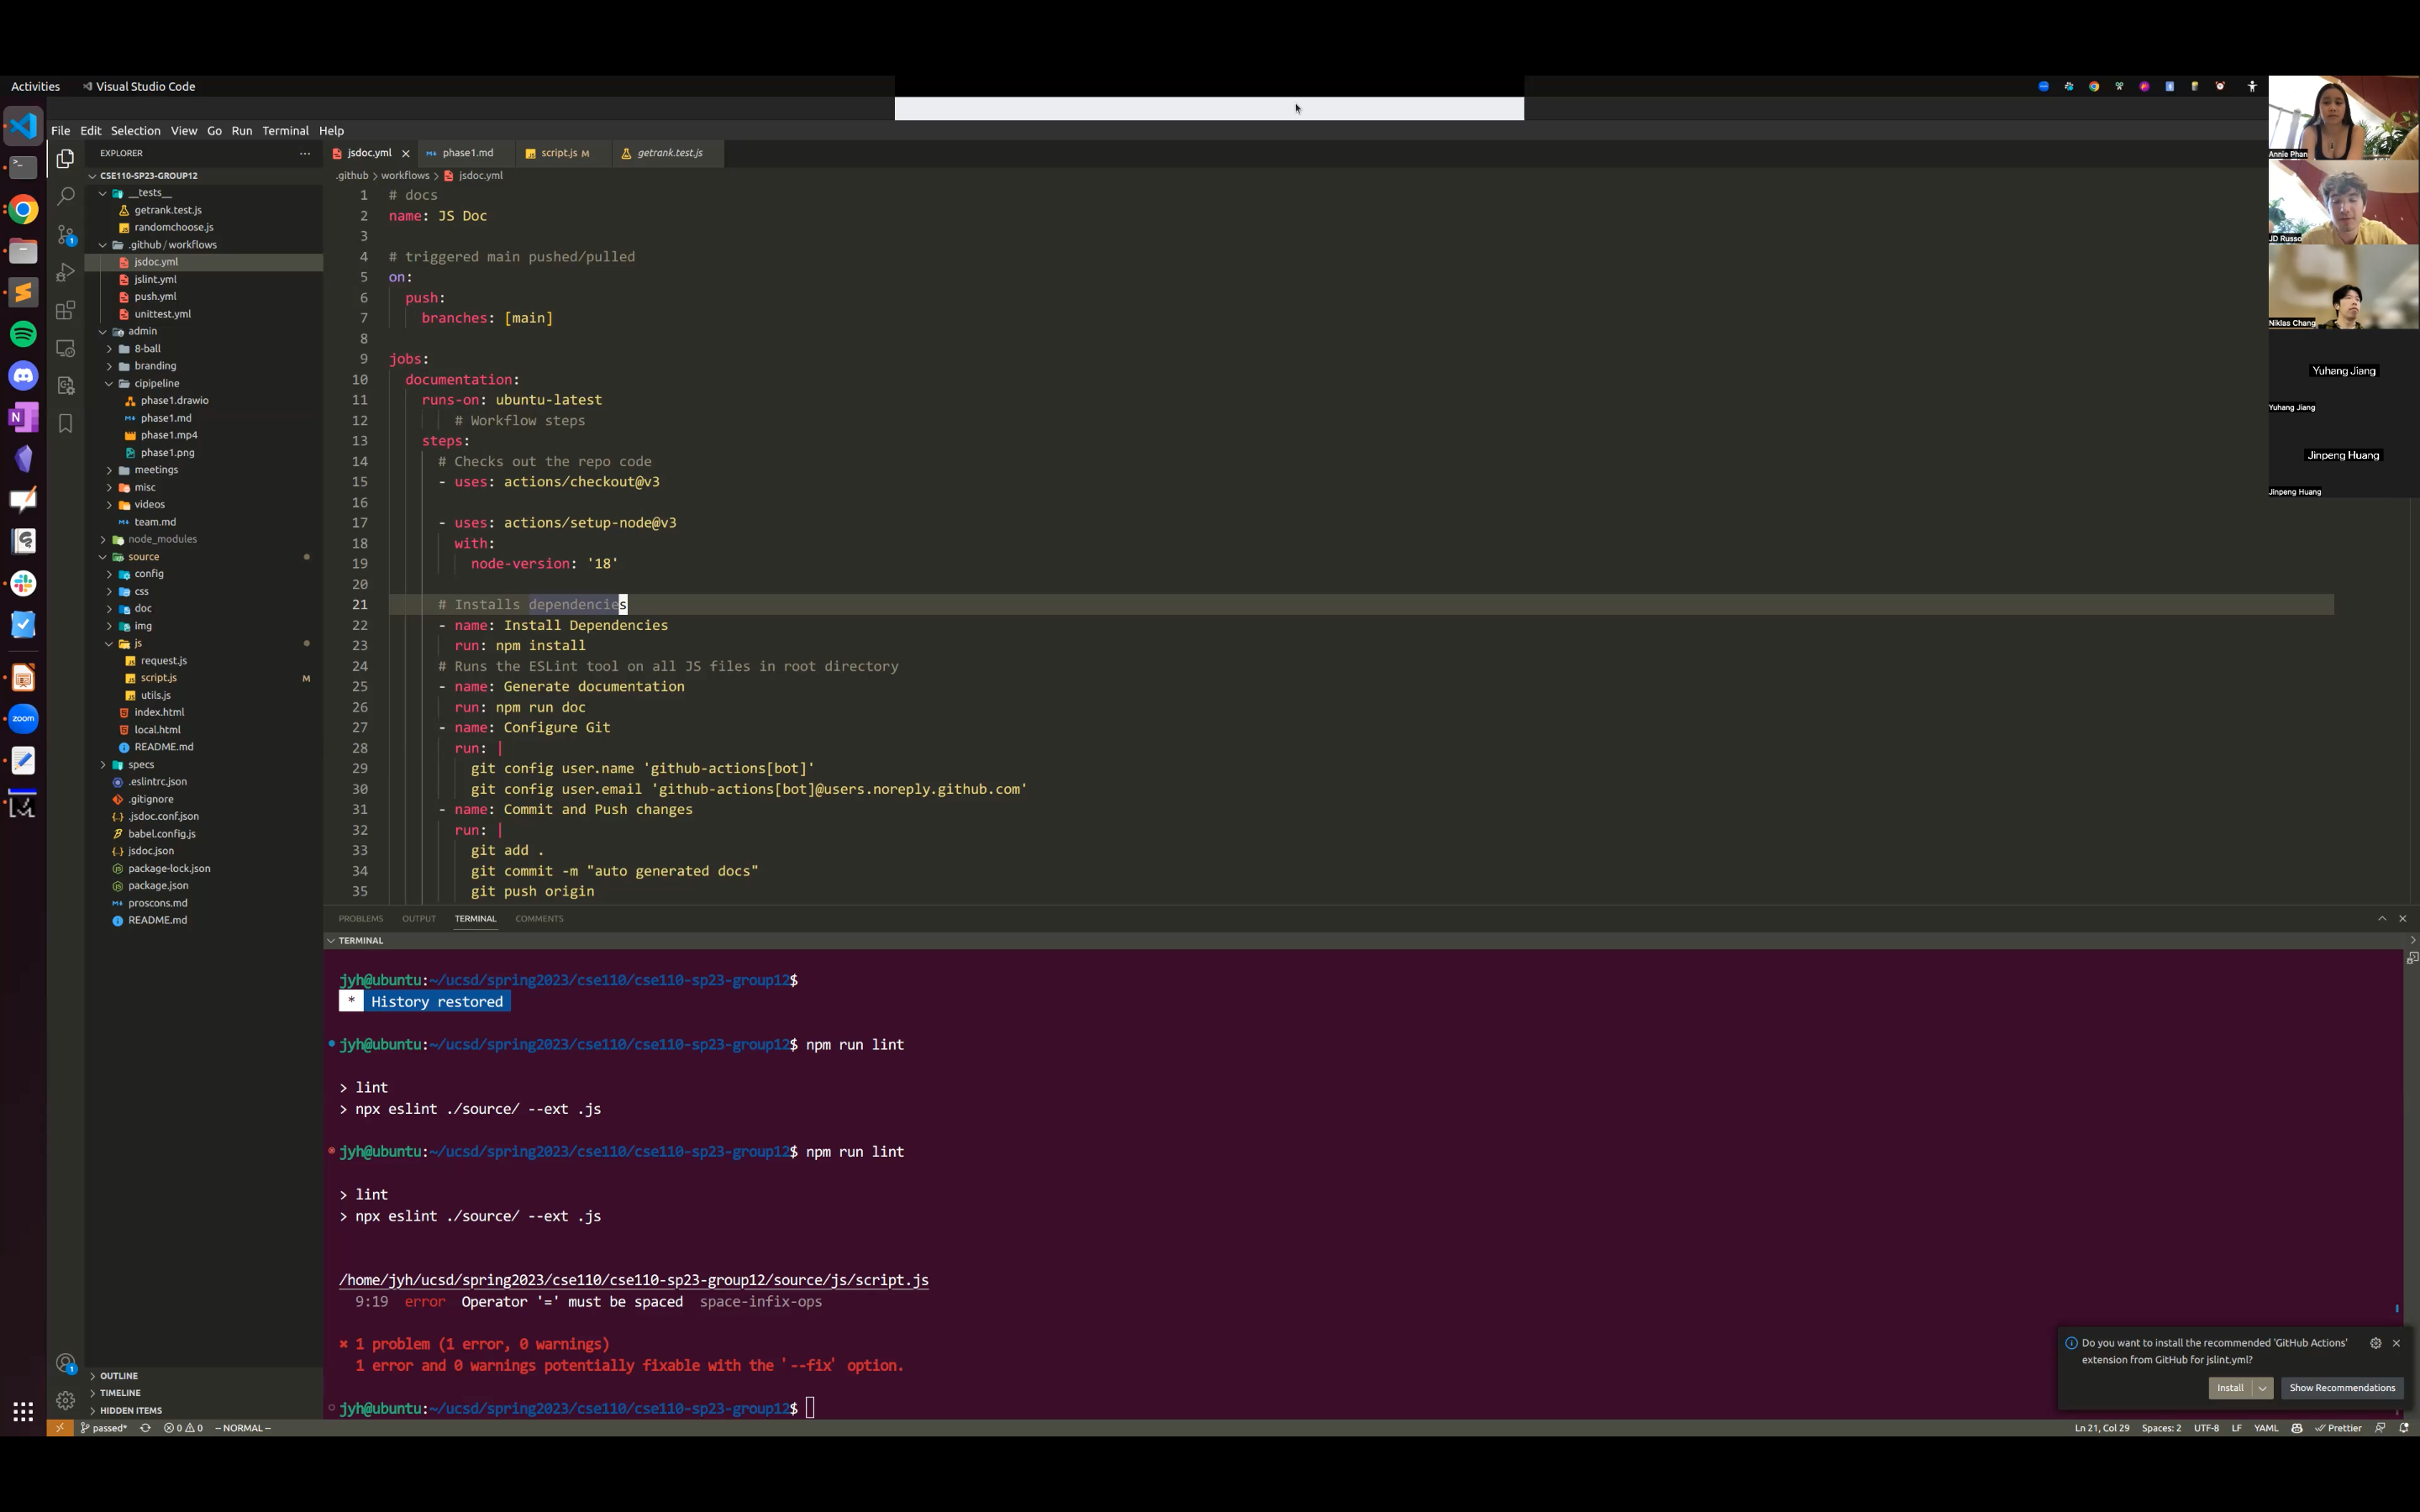 Activities
Visual Studio Code
File Edit Selection View Go Run Terminal Help
EXPLORER
CSE110-SP23-GROUP12
__tests__
getrank.test.js
randomchoose.js
.github / workflows
jsdoc.yml
jslint.yml
push.yml
unittest.yml
admin
8-ball
branding
cipipeline
phase1.drawio
phase1.md
phase1.mp4
phase1.png
meetings
misc
videos
team.md
node_modules
source
config
css
doc
img
js
request.js
script.js M
utils.js
index.html
local.html
README.md
specs
.eslintrc.json
.gitignore
.jsdoc.conf.json
babel.config.js
jsdoc.json
package-lock.json
package.json
proscons.md
README.md
OUTLINE
TIMELINE
HIDDEN ITEMS
jsdoc.yml phase1.md script.js M getrank.test.js
.github > workflows > jsdoc.yml
1 # docs
2 name: JS Doc
3
4 # triggered main pushed/pulled
5 on:
6 push:
7 branches: [main]
8
9 jobs:
10 documentation:
11 runs-on: ubuntu-latest
12 # Workflow steps
13 steps:
14 # Checks out the repo code
15 - uses: actions/checkout@v3
16
17 - uses: actions/setup-node@v3
18 with:
19 node-version: '18'
20
21 # Installs dependencies
22 - name: Install Dependencies
23 run: npm install
24 # Runs the ESLint tool on all JS files in root directory
25 - name: Generate documentation
26 run: npm run doc
27 - name: Configure Git
28 run: |
29 git config user.name 'github-actions[bot]'
30 git config user.email 'github-actions[bot]@users.noreply.github.com'
31 - name: Commit and Push changes
32 run: |
33 git add .
34 git commit -m "auto generated docs"
35 git push origin
PROBLEMS OUTPUT TERMINAL COMMENTS
TERMINAL
jyh@ubuntu:~/ucsd/spring2023/cse110/cse110-sp23-group12$
* History restored
jyh@ubuntu:~/ucsd/spring2023/cse110/cse110-sp23-group12$ npm run lint
> lint
> npx eslint ./source/ --ext .js
jyh@ubuntu:~/ucsd/spring2023/cse110/cse110-sp23-group12$ npm run lint
> lint
> npx eslint ./source/ --ext .js
/home/jyh/ucsd/spring2023/cse110/cse110-sp23-group12/source/js/script.js
9:19 error Operator '=' must be spaced space-infix-ops
✖ 1 problem (1 error, 0 warnings)
1 error and 0 warnings potentially fixable with the `--fix` option.
jyh@ubuntu:~/ucsd/spring2023/cse110/cse110-sp23-group12$
Annie Phan
JD Russo
Niklas Chang
Yuhang Jiang
Yuhang Jiang
Jinpeng Huang
Jinpeng Huang
Do you want to install the recommended 'GitHub Actions'
extension from GitHub for jslint.yml?
Install Show Recommendations
zoom
passed* 0 0 -- NORMAL -- Ln 21, Col 29 Spaces: 2 UTF-8 LF YAML Prettier